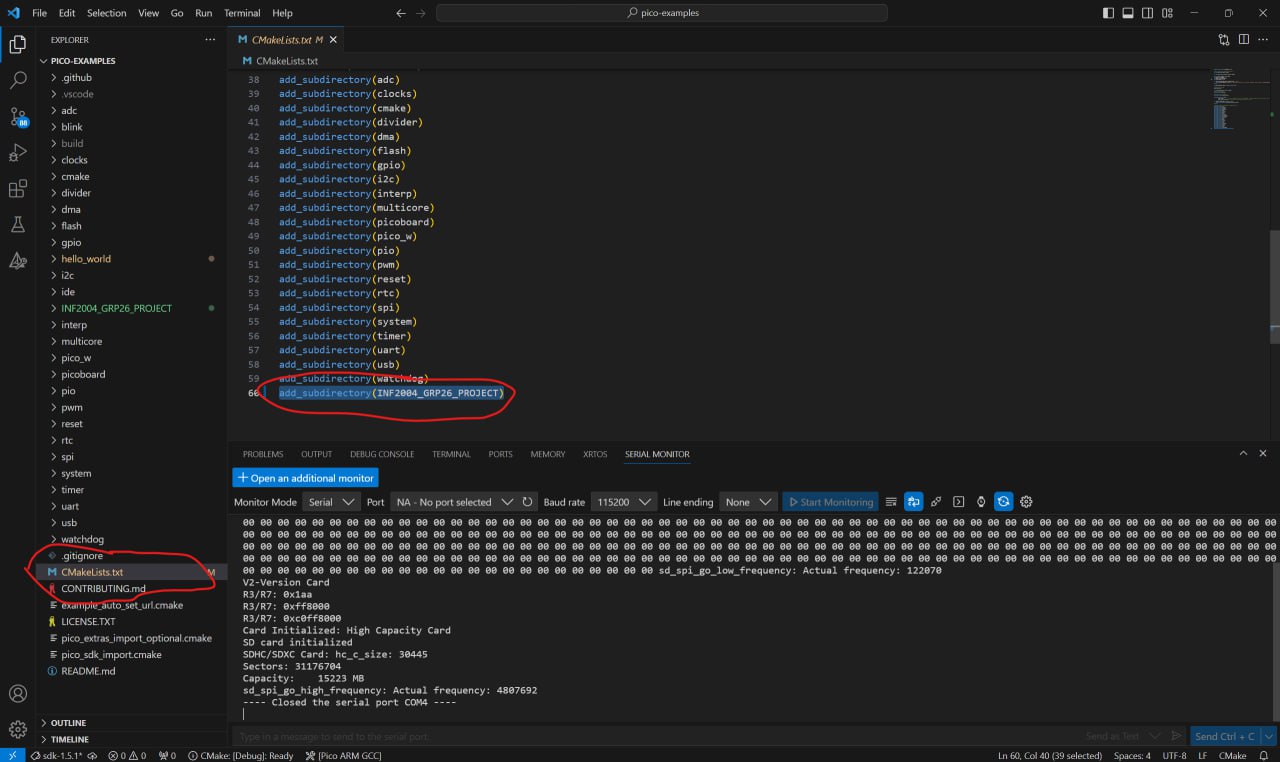 File Edit Selection View Go Run Terminal Help
pico-examples
EXPLORER
PICO-EXAMPLES
.github
.vscode
adc
blink
build
clocks
cmake
divider
dma
flash
gpio
hello_world
i2c
ide
INF2004_GRP26_PROJECT
interp
multicore
pico_w
picoboard
pio
pwm
reset
rtc
spi
system
timer
uart
usb
watchdog
.gitignore
CMakeLists.txt M
CONTRIBUTING.md
example_auto_set_url.cmake
LICENSE.TXT
pico_extras_import_optional.cmake
pico_sdk_import.cmake
README.md
OUTLINE
TIMELINE
88
CMakeLists.txt M
CMakeLists.txt
38 add_subdirectory(adc)
39 add_subdirectory(clocks)
40 add_subdirectory(cmake)
41 add_subdirectory(divider)
42 add_subdirectory(dma)
43 add_subdirectory(flash)
44 add_subdirectory(gpio)
45 add_subdirectory(i2c)
46 add_subdirectory(interp)
47 add_subdirectory(multicore)
48 add_subdirectory(picoboard)
49 add_subdirectory(pico_w)
50 add_subdirectory(pio)
51 add_subdirectory(pwm)
52 add_subdirectory(reset)
53 add_subdirectory(rtc)
54 add_subdirectory(spi)
55 add_subdirectory(system)
56 add_subdirectory(timer)
57 add_subdirectory(uart)
58 add_subdirectory(usb)
59 add_subdirectory(watchdog)
60 add_subdirectory(INF2004_GRP26_PROJECT)
PROBLEMS OUTPUT DEBUG CONSOLE TERMINAL PORTS MEMORY XRTOS SERIAL MONITOR
Open an additional monitor
Monitor Mode Serial Port NA - No port selected Baud rate 115200 Line ending None Start Monitoring
00 00 00 00 00 00 00 00 00 00 00 00 00 00 00 00 00 00 00 00 00 00 00 00 00 00 00 00 00 00 00 00 00 00 00 00 00 00 00 00 00 00 00 00 00 00 00 00 00 00 00 00 00 00 00 00 00 00 00 00
00 00 00 00 00 00 00 00 00 00 00 00 00 00 00 00 00 00 00 00 00 00 00 00 00 00 00 00 00 00 00 00 00 00 00 00 00 00 00 00 00 00 00 00 00 00 00 00 00 00 00 00 00 00 00 00 00 00 00 00
00 00 00 00 00 00 00 00 00 00 00 00 00 00 00 00 00 00 00 00 00 00 00 00 00 00 00 00 00 00 00 00 00 00 00 00 00 00 00 00 00 00 00 00 00 00 00 00 00 00 00 00 00 00 00 00 00 00 00 00
00 00 00 00 00 00 00 00 00 00 00 00 00 00 00 00 00 00 00 00 00 00 00 00 00 00 00 00 00 00 00 00 00 00 00 00 00 00 00 00 00 00 00 00 00 00 00 00 00 00 00 00 00 00 00 00 00 00 00 00
00 00 00 00 00 00 00 00 00 00 00 00 00 00 00 00 00 00 00 00 00 00 00 00 sd_spi_go_low_frequency: Actual frequency: 122070
V2-Version Card
R3/R7: 0x1aa
R3/R7: 0xff8000
R3/R7: 0xc0ff8000
Card Initialized: High Capacity Card
SD card initialized
SDHC/SDXC Card: hc_c_size: 30445
Sectors: 31176704
Capacity: 15223 MB
sd_spi_go_high_frequency: Actual frequency: 4807692
---- Closed the serial port COM4 ----
Type in a message to send to the serial port. Send as Text Send Ctrl + C
sdk-1.5.1* 0 0 0 CMake: [Debug]: Ready [Pico ARM GCC] Ln 60, Col 40 (39 selected) Spaces: 4 UTF-8 LF CMake